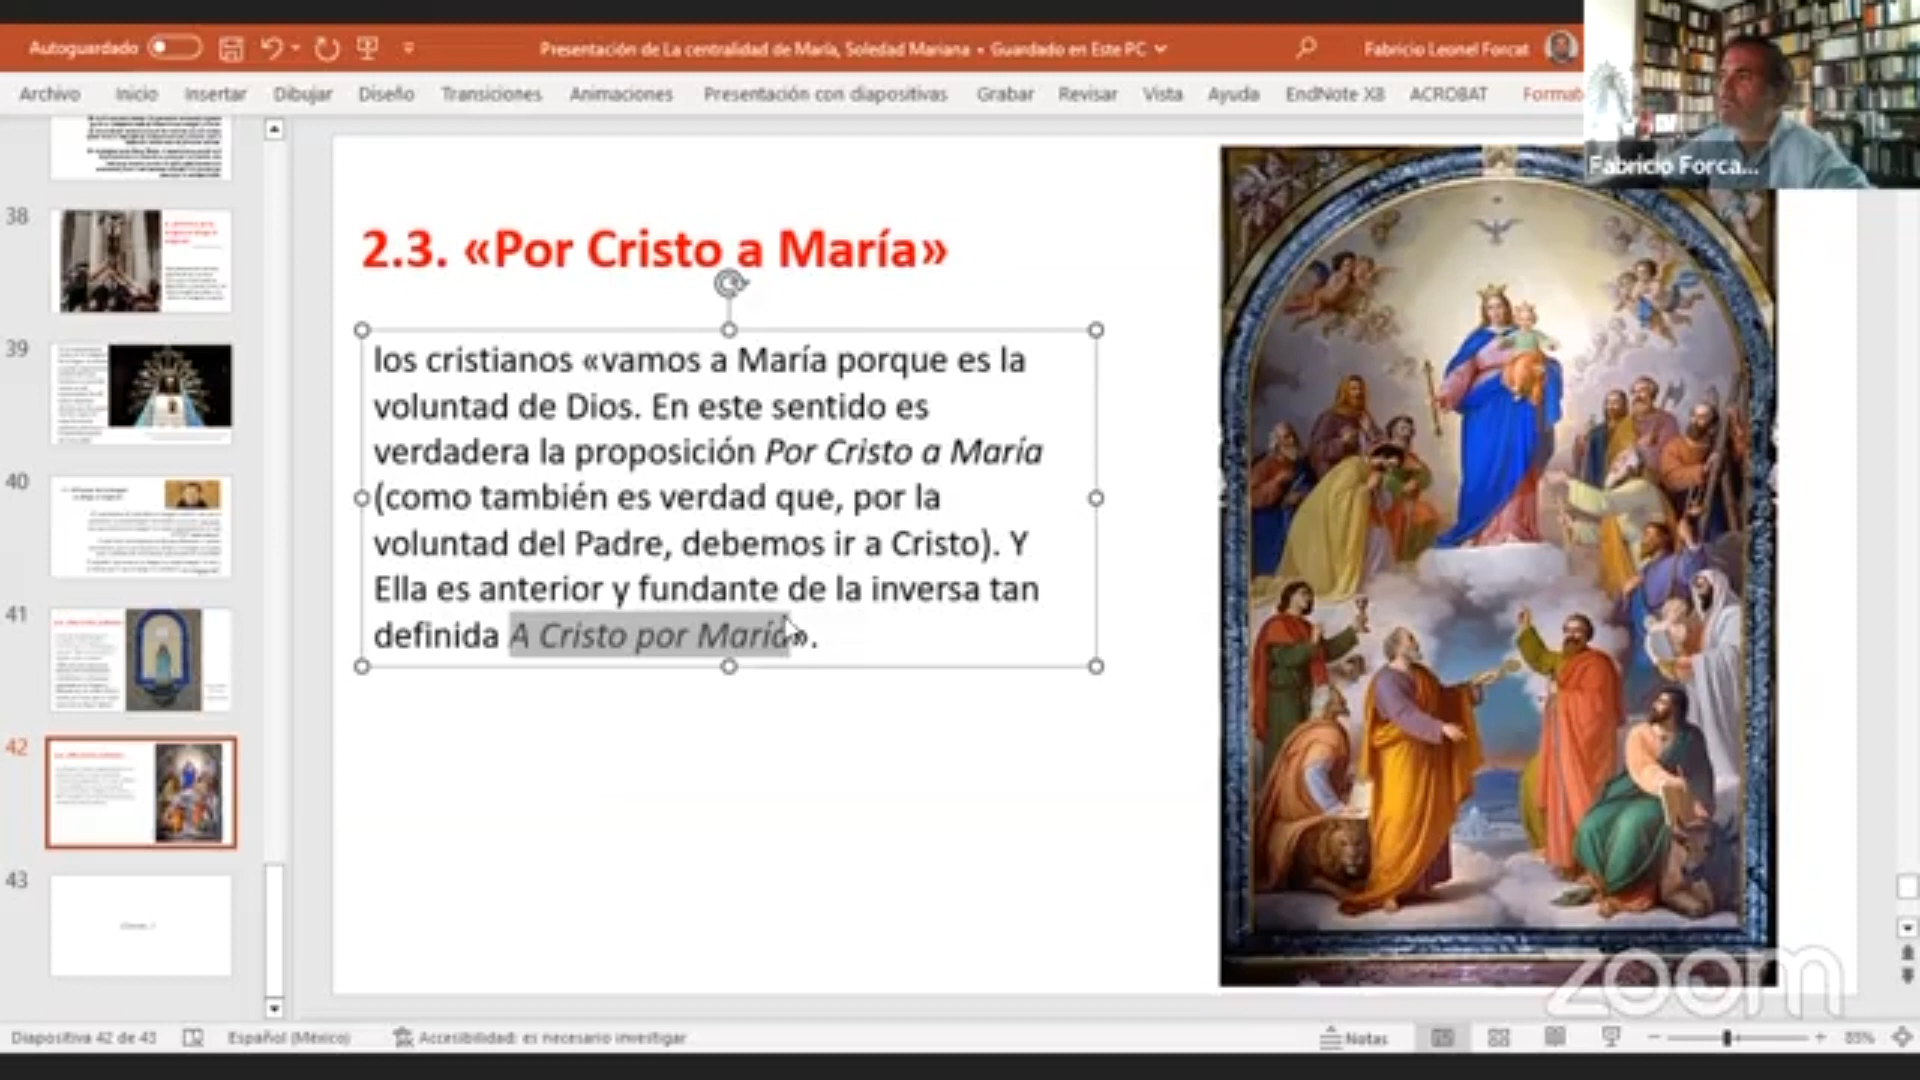 Autoguardado
Presentación de La centralidad de María, Soledad Mariana • Guardado en Este PC
Fabricio Leonel Forcat
Archivo Inicio Insertar Dibujar Diseño Transiciones Animaciones Presentación con diapositivas Grabar Revisar Vista Ayuda EndNote X8 ACROBAT Format
Fabricio Forca...
38
39
40
41
42
43
2.3. «Por Cristo a María»
los cristianos «vamos a María porque es la
voluntad de Dios. En este sentido es
verdadera la proposición Por Cristo a María
(como también es verdad que, por la
voluntad del Padre, debemos ir a Cristo). Y
Ella es anterior y fundante de la inversa tan
definida A Cristo por María».
zoom
Diapositiva 42 de 43 Español (México) Accesibilidad: es necesario investigar Notas 85%